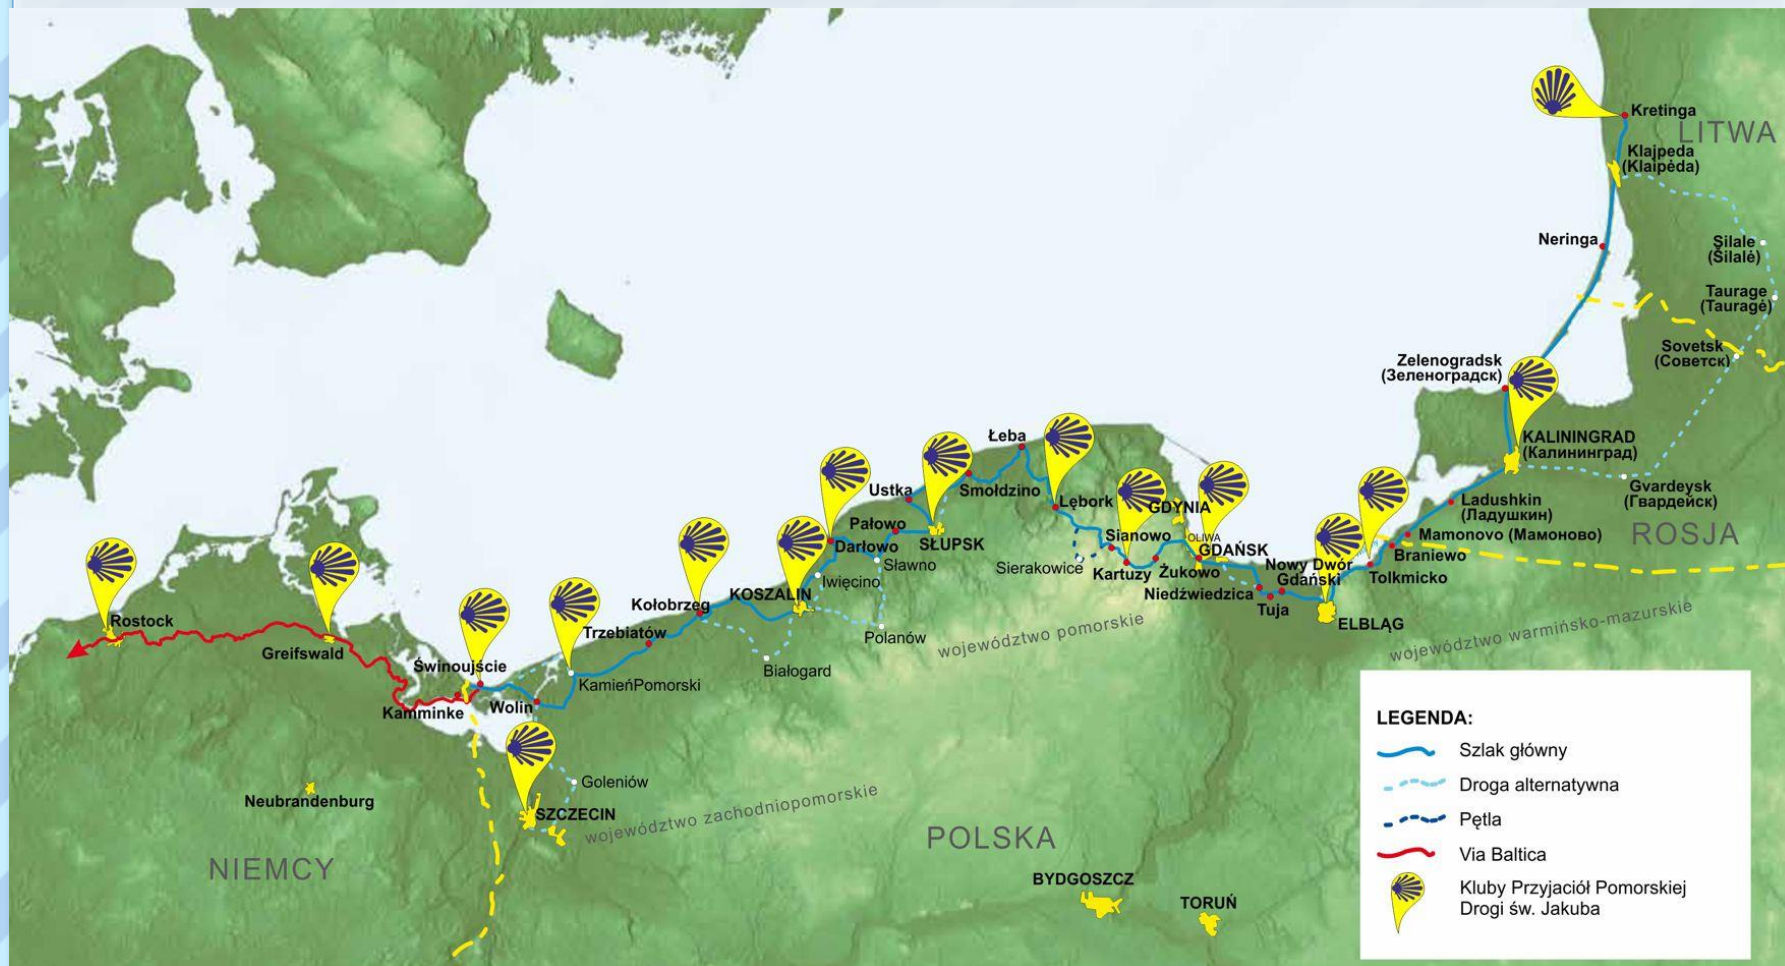 Kretinga
LITWA
Klajpeda
(Klaipėda)
Neringa
Šilale
(Šilalė)
Taurage
(Tauragė)
Sovetsk
(Советск)
Zelenogradsk
(Зеленоградск)
KALININGRAD
(Калининград)
Gvardeysk
(Гвардейск)
Ladushkin
(Ладушкин)
ROSJA
Mamonovo (Мамоново)
Braniewo
Tolkmicko
Łeba
Ustka
Smołdzino
Lębork
GDYNIA
Pałowo
SŁUPSK
Sianowo
OLIWA
GDAŃSK
Darłowo
Sławno
Sierakowice
Kartuzy
Żukowo
Nowy Dwór
Gdański
Niedźwiedzica
Tuja
ELBLĄG
Iwięcino
KOSZALIN
Kołobrzeg
Rostock
Trzebiatów
Polanów
województwo pomorskie
województwo warmińsko-mazurskie
Greifswald
Świnoujście
Białogard
KamieńPomorski
Kamminke
Wolin
Goleniów
Neubrandenburg
SZCZECIN
województwo zachodniopomorskie
NIEMCY
POLSKA
BYDGOSZCZ
TORUŃ
LEGENDA:
Szlak główny
Droga alternatywna
Pętla
Via Baltica
Kluby Przyjaciół Pomorskiej
Drogi św. Jakuba